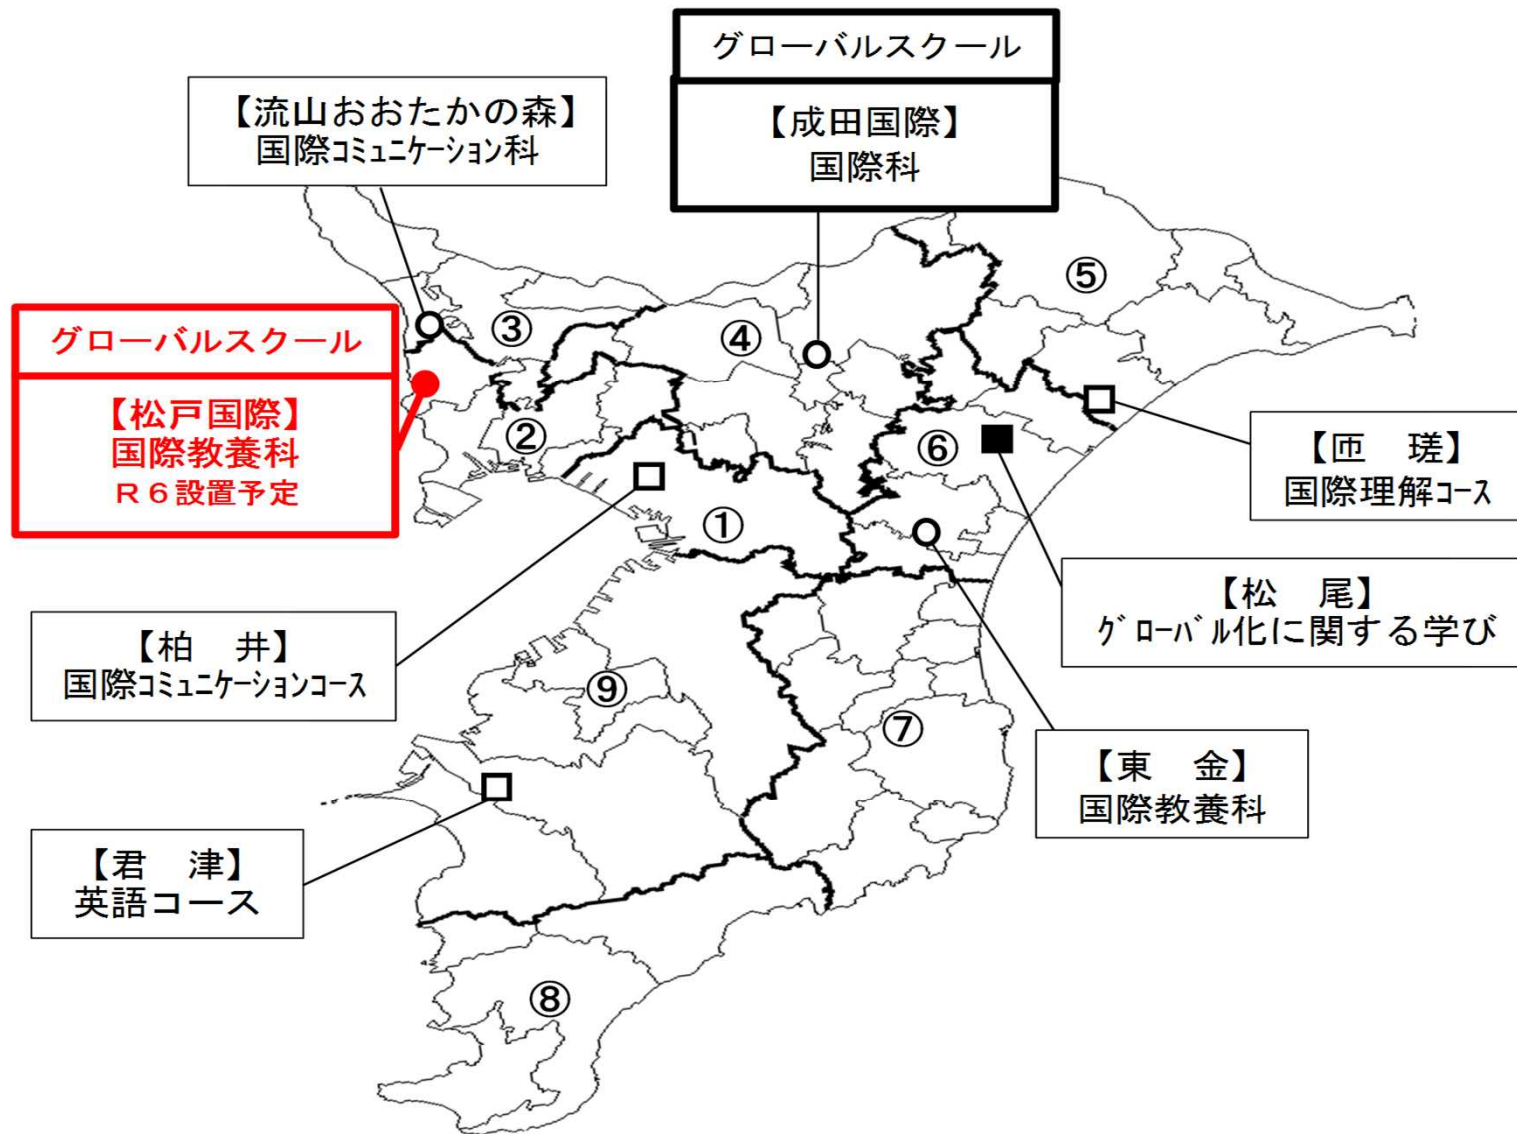 グローバルスクール
【成田国際】
国際科
【流山おおたかの森】
国際ｺﾐｭﾆケーション科
グローバルスクール
【松戸国際】
国際教養科
Ｒ６設置予定
③
④
⑤
②
⑥
①
【匝　瑳】
国際理解ｺｰｽ
【松　尾】
ｸﾞﾛｰﾊﾞﾙ化に関する学び
【柏　井】
国際ｺﾐｭﾆｹｰｼｮﾝｺｰｽ
⑨
⑦
【東　金】
国際教養科
【君　津】
英語コース
⑧